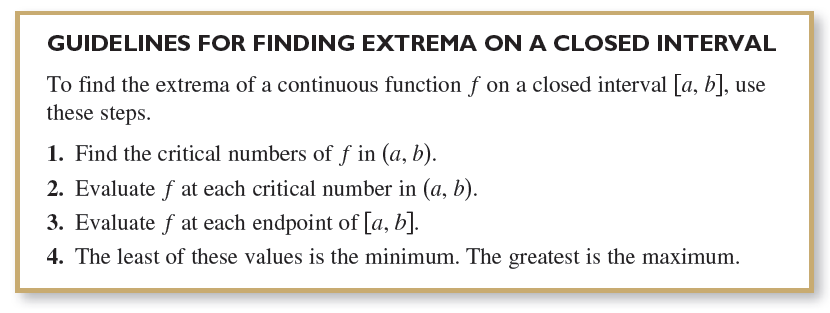 GUIDELINES FOR FINDING EXTREMA ON A CLOSED INTERVAL
To find the extrema of a continuous function f on a closed interval [a, b], use
these steps.
1. Find the critical numbers of f in (a, b).
2. Evaluate f at each critical number in (a, b).
3. Evaluate f at each endpoint of [a, b].
4. The least of these values is the minimum. The greatest is the maximum.